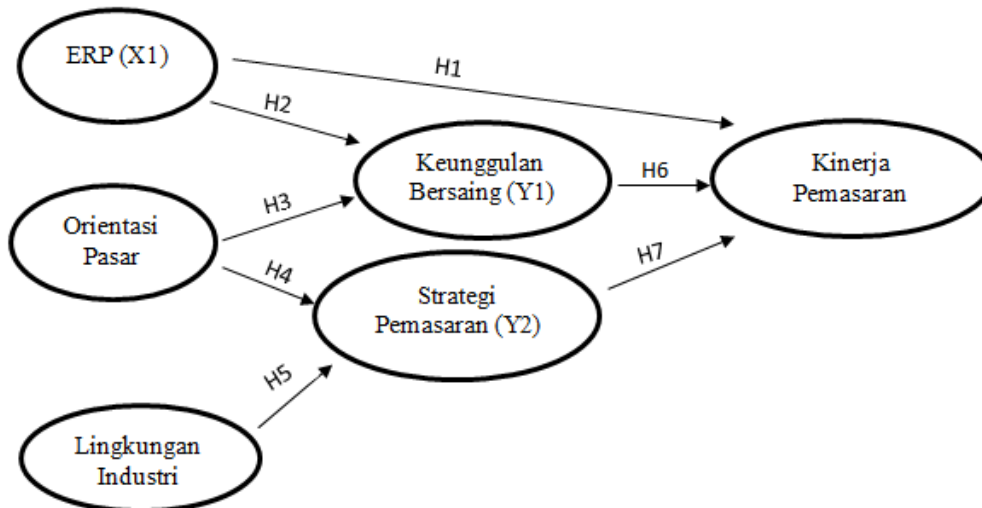 ERP (X1)
H1
H2
Keunggulan
Bersaing (Y1)
H6
Kinerja
Pemasaran
H3
Orientasi
Pasar
H4
H7
Strategi
Pemasaran (Y2)
H5
Lingkungan
Industri